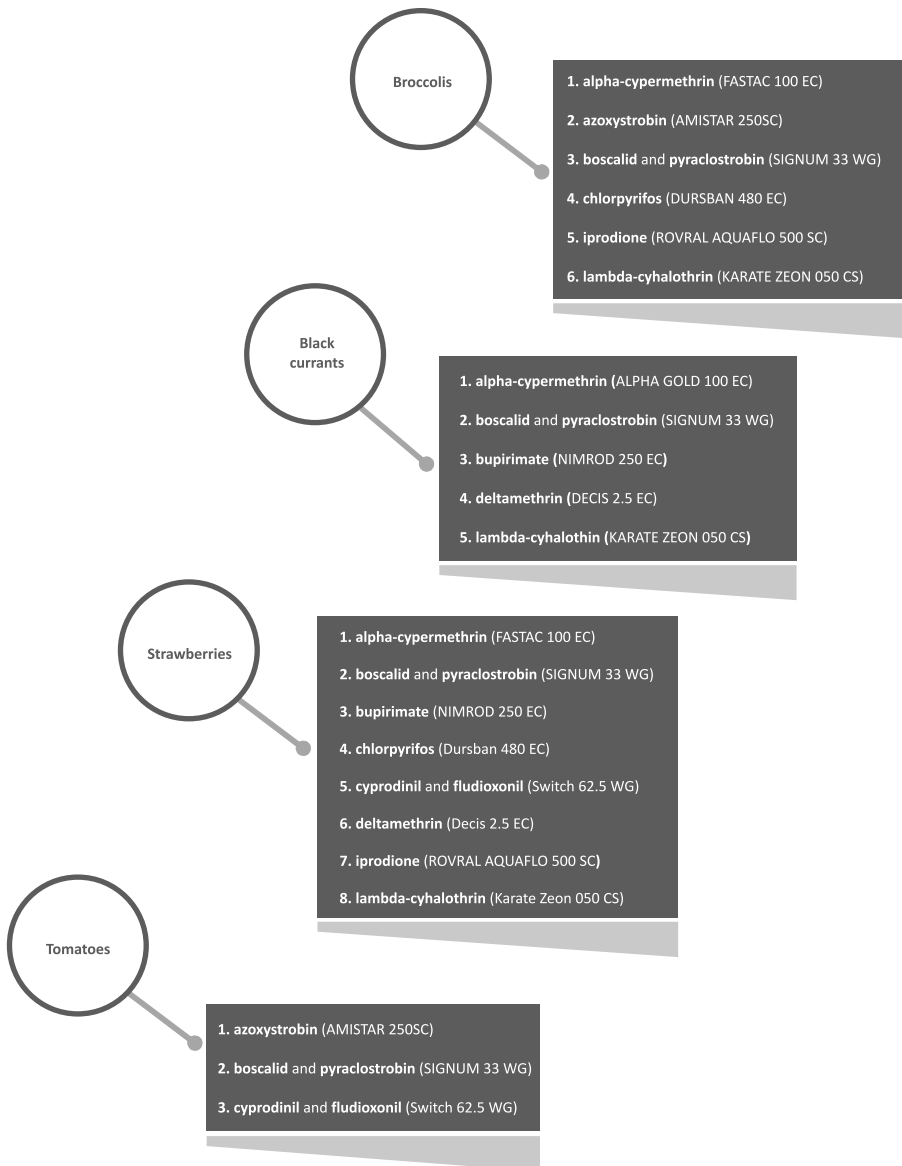 Broccolis
1. alpha-cypermethrin (FASTAC 100 EC)
2. azoxystrobin (AMISTAR 250SC)
3. boscalid and pyraclostrobin (SIGNUM 33 WG)
4. chlorpyrifos (DURSBAN 480 EC)
5. iprodione (ROVRAL AQUAFLO 500 SC)
6. lambda-cyhalothrin (KARATE ZEON 050 CS)
Black
currants
1. alpha-cypermethrin (ALPHA GOLD 100 EC)
2. boscalid and pyraclostrobin (SIGNUM 33 WG)
3. bupirimate (NIMROD 250 EC)
4. deltamethrin (DECIS 2.5 EC)
5. lambda-cyhalothin (KARATE ZEON 050 CS)
Strawberries
1. alpha-cypermethrin (FASTAC 100 EC)
2. boscalid and pyraclostrobin (SIGNUM 33 WG)
3. bupirimate (NIMROD 250 EC)
4. chlorpyrifos (Dursban 480 EC)
5. cyprodinil and fludioxonil (Switch 62.5 WG)
6. deltamethrin (Decis 2.5 EC)
7. iprodione (ROVRAL AQUAFLO 500 SC)
8. lambda-cyhalothrin (Karate Zeon 050 CS)
Tomatoes
1. azoxystrobin (AMISTAR 250SC)
2. boscalid and pyraclostrobin (SIGNUM 33 WG)
3. cyprodinil and fludioxonil (Switch 62.5 WG)